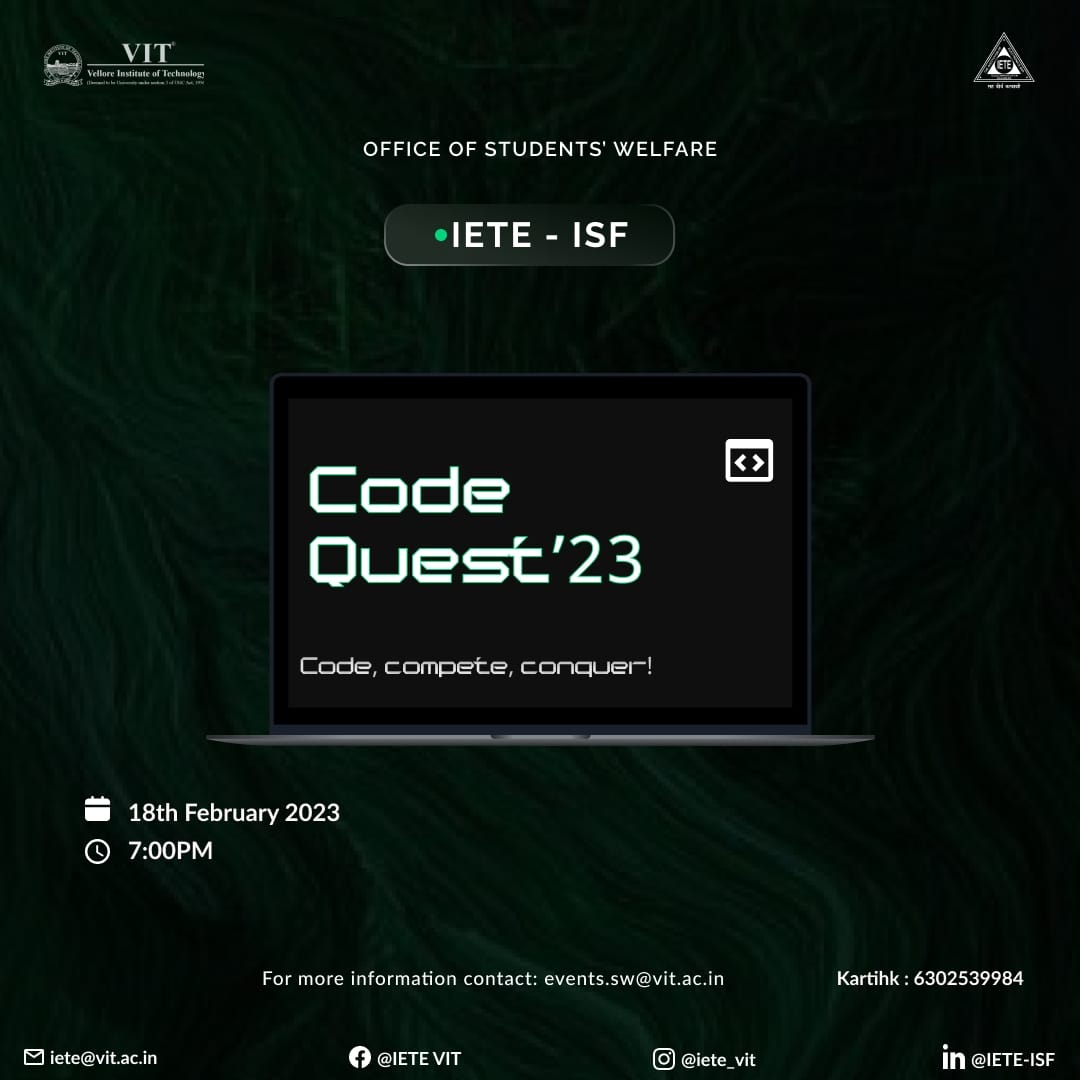 VIT
Vellore Institute of Technology
(Deemed to be University under section 3 of UGC Act, 1956
IETE
OFFICE OF STUDENTS' WELFARE
IETE - ISF
Code
Quest'23
Code, compete, conquer!
18th February 2023
7:00PM
For more information contact: events.sw@vit.ac.in
Kartihk : 6302539984
iete@vit.ac.in
@IETE VIT
@iete_vit
@IETE-ISF